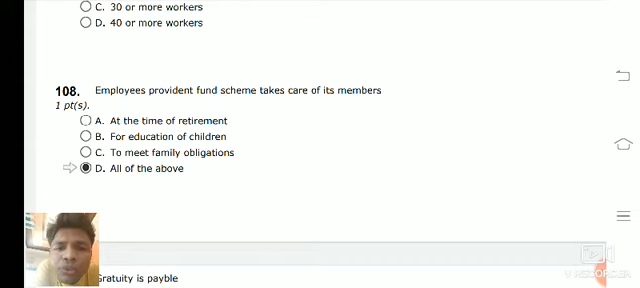 C. 30 or more workers
D. 40 or more workers
108. Employees provident fund scheme takes care of its members
1 pt(s).
A. At the time of retirement
B. For education of children
C. To meet family obligations
D. All of the above
Gratuity is payble
V RECORDER